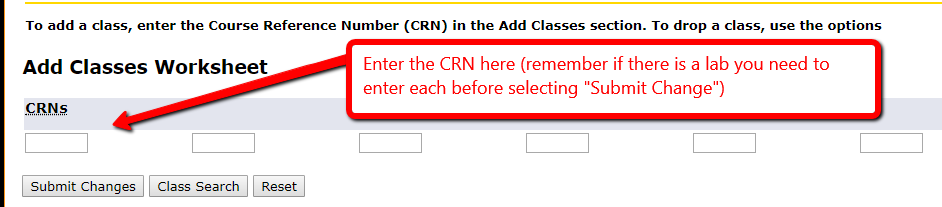 To add a class, enter the Course Reference Number (CRN) in the Add Classes section. To drop a class, use the options
Add Classes Worksheet
Enter the CRN here (remember if there is a lab you need to
enter each before selecting "Submit Change")
CRNs
Submit Changes Class Search Reset